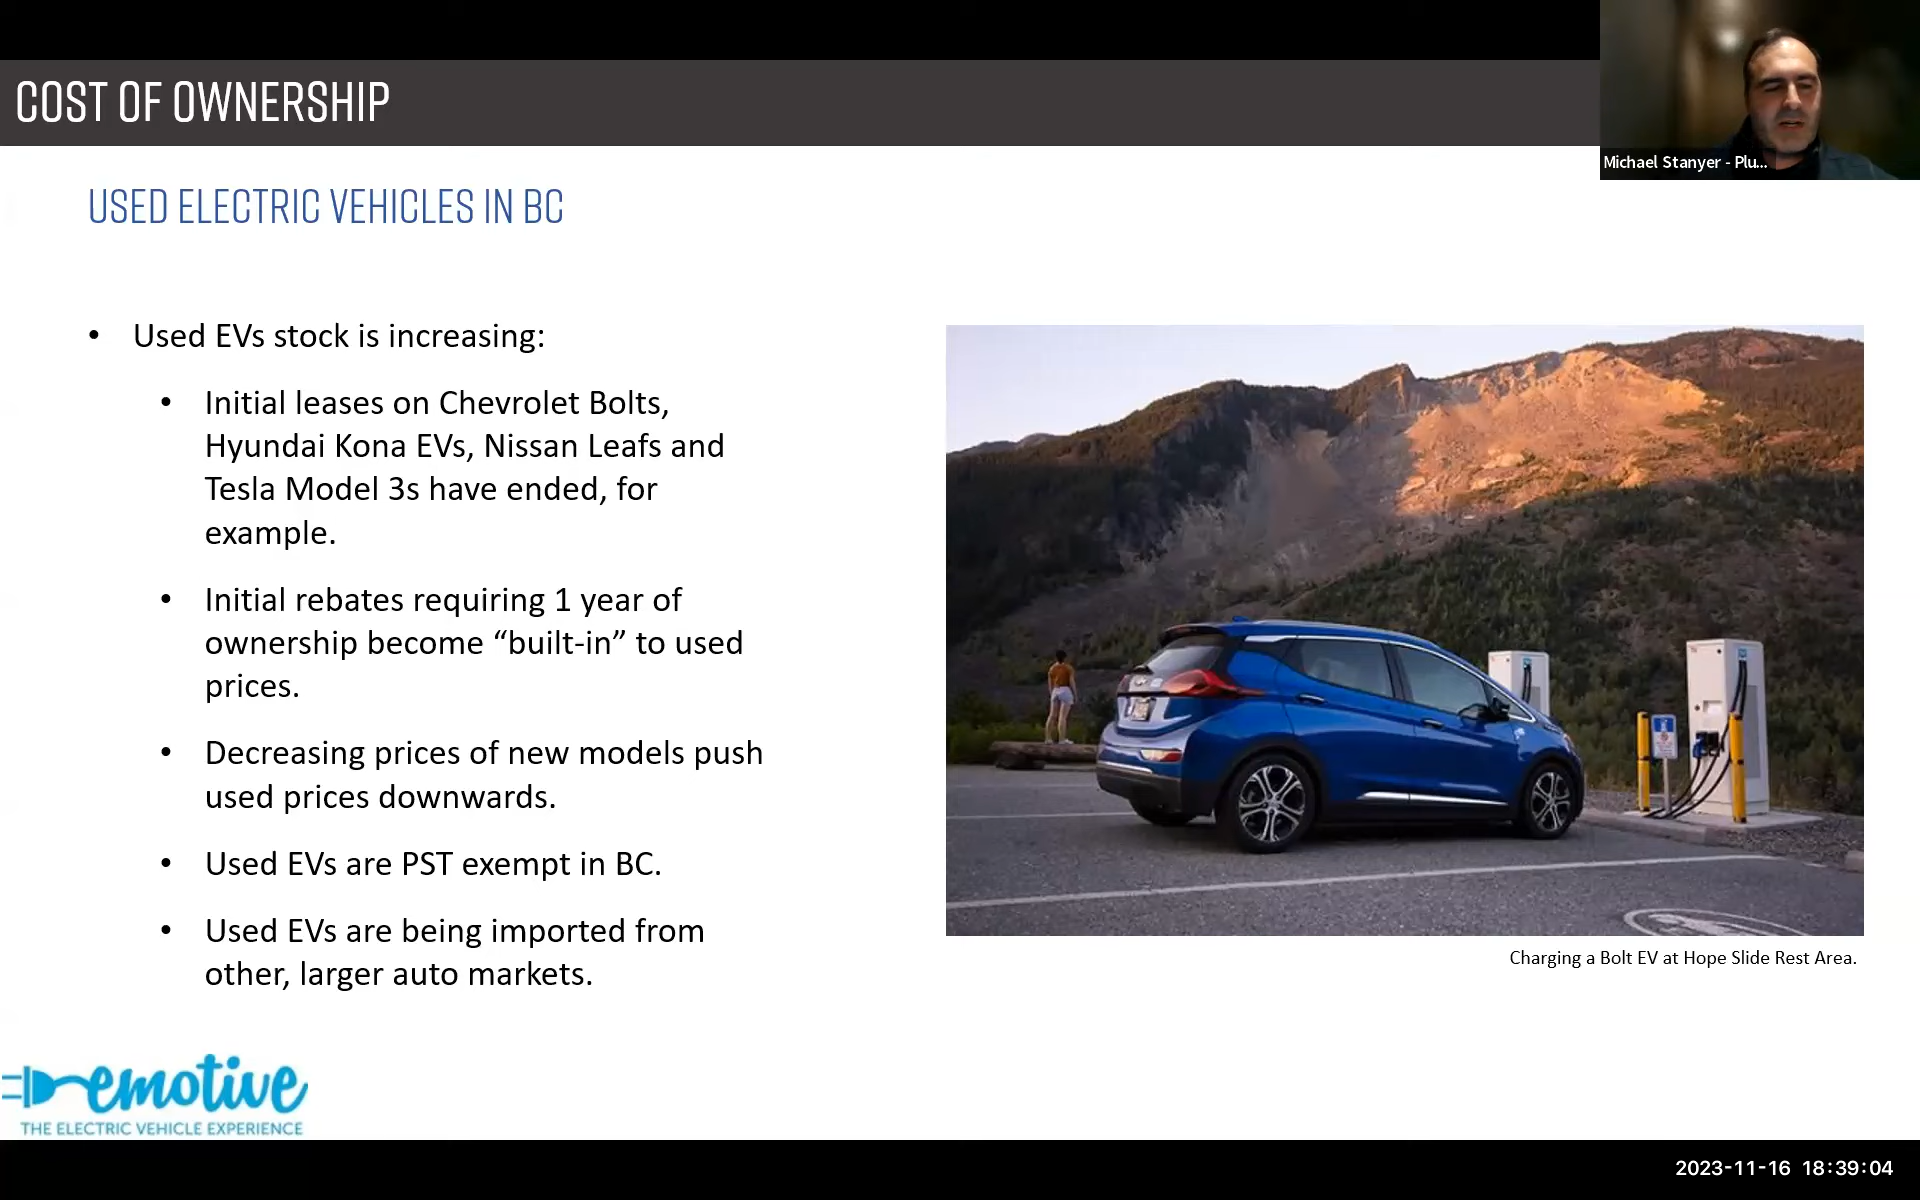 COST OF OWNERSHIP
Michael Stanyer - Plu...
USED ELECTRIC VEHICLES IN BC
• Used EVs stock is increasing:
• Initial leases on Chevrolet Bolts,
Hyundai Kona EVs, Nissan Leafs and
Tesla Model 3s have ended, for
example.
• Initial rebates requiring 1 year of
ownership become “built-in” to used
prices.
• Decreasing prices of new models push
used prices downwards.
• Used EVs are PST exempt in BC.
• Used EVs are being imported from
other, larger auto markets.
Charging a Bolt EV at Hope Slide Rest Area.
emotive
THE ELECTRIC VEHICLE EXPERIENCE
2023-11-16 18:39:04